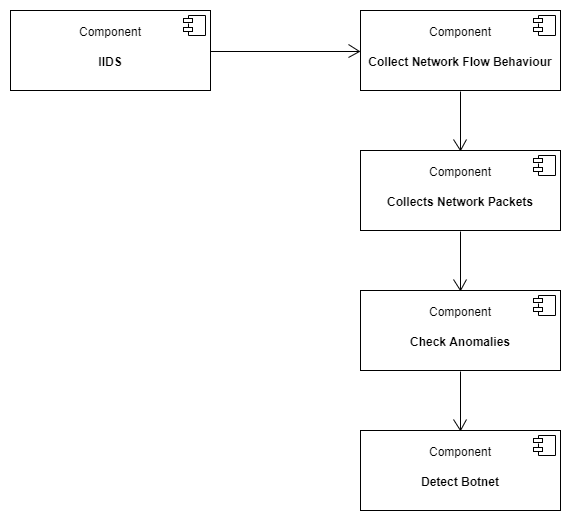 Component
IIDS
Component
Collect Network Flow Behaviour
Component
Collects Network Packets
Component
Check Anomalies
Component
Detect Botnet